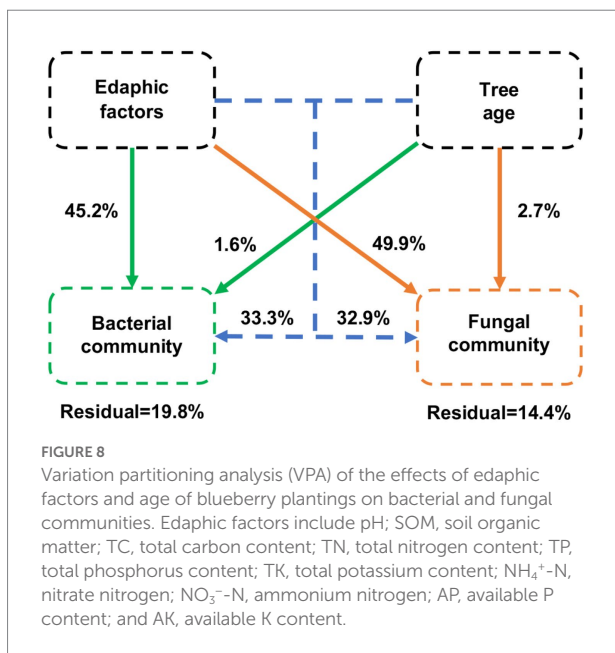 Edaphic
factors
Tree
age
45.2%
1.6%
49.9%
2.7%
Bacterial
community
33.3%
32.9%
Fungal
community
Residual=19.8%
Residual=14.4%
FIGURE 8
Variation partitioning analysis (VPA) of the effects of edaphic
factors and age of blueberry plantings on bacterial and fungal
communities. Edaphic factors include pH; SOM, soil organic
matter; TC, total carbon content; TN, total nitrogen content; TP,
total phosphorus content; TK, total potassium content; NH₄⁺-N,
nitrate nitrogen; NO₃⁻-N, ammonium nitrogen; AP, available P
content; and AK, available K content.